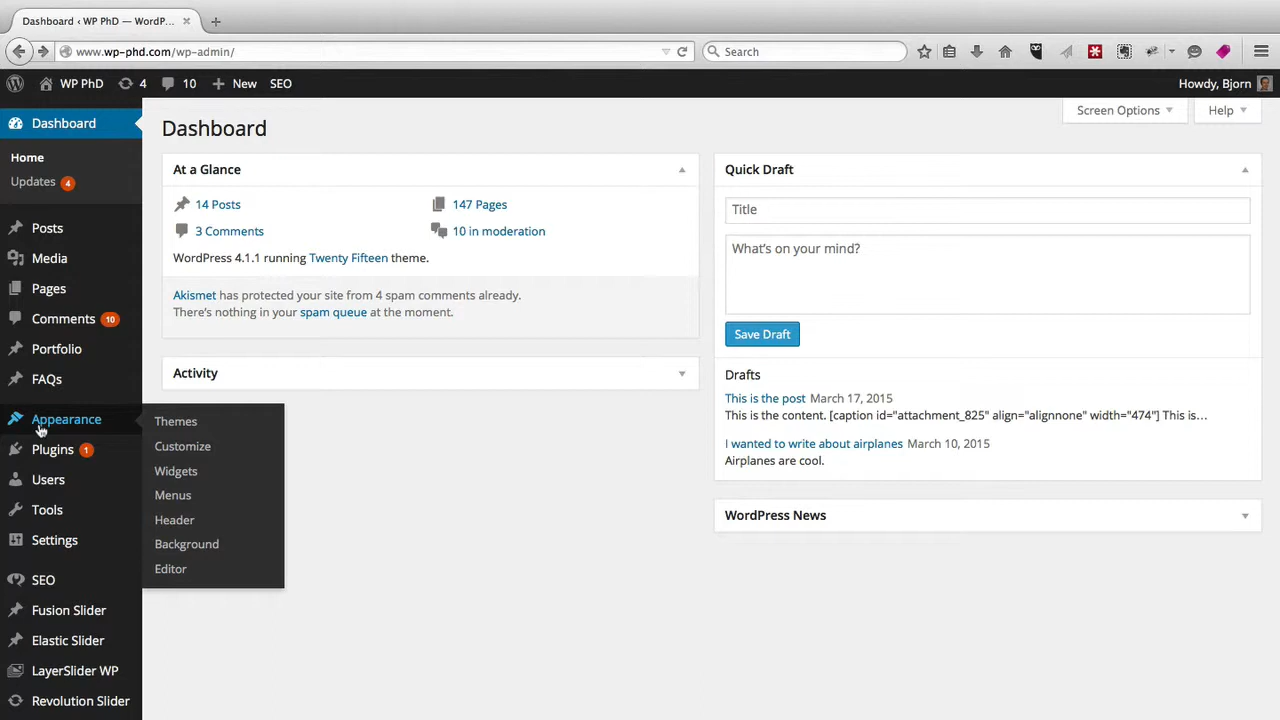 Dashboard ‹ WP PhD — WordP...
www.wp-phd.com/wp-admin/
Search
WP PhD
4
10
New
SEO
Howdy, Bjorn
Dashboard
Home
Updates 4
Posts
Media
Pages
Comments 10
Portfolio
FAQs
Appearance
Plugins 1
Users
Tools
Settings
SEO
Fusion Slider
Elastic Slider
LayerSlider WP
Revolution Slider
Themes
Customize
Widgets
Menus
Header
Background
Editor
Screen Options
Help
Dashboard
At a Glance
14 Posts
147 Pages
3 Comments
10 in moderation
WordPress 4.1.1 running Twenty Fifteen theme.
Akismet has protected your site from 4 spam comments already.
There's nothing in your spam queue at the moment.
Activity
Quick Draft
Title
What's on your mind?
Save Draft
Drafts
This is the post March 17, 2015
This is the content. [caption id="attachment_825" align="alignnone" width="474"] This is…
I wanted to write about airplanes March 10, 2015
Airplanes are cool.
WordPress News